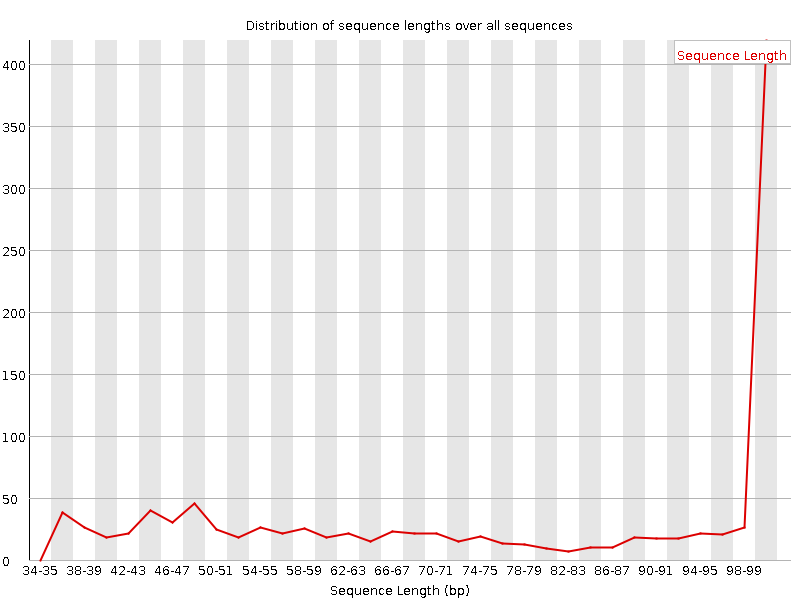 Distribution of sequence lengths over all sequences
Sequence Length
400
350
300
250
200
150
100
50
0
34-35 38-39 42-43 46-47 50-51 54-55 58-59 62-63 66-67 70-71 74-75 78-79 82-83 86-87 90-91 94-95 98-99
Sequence Length (bp)